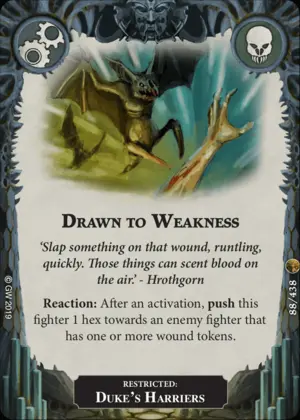 Drawn to Weakness
'Slap something on that wound, runtling,
quickly. Those things can scent blood on
the air.' - Hrothgorn
Reaction: After an activation, push this
fighter 1 hex towards an enemy fighter that
has one or more wound tokens.
© GW 2019
88/438
RESTRICTED:
Duke's Harriers